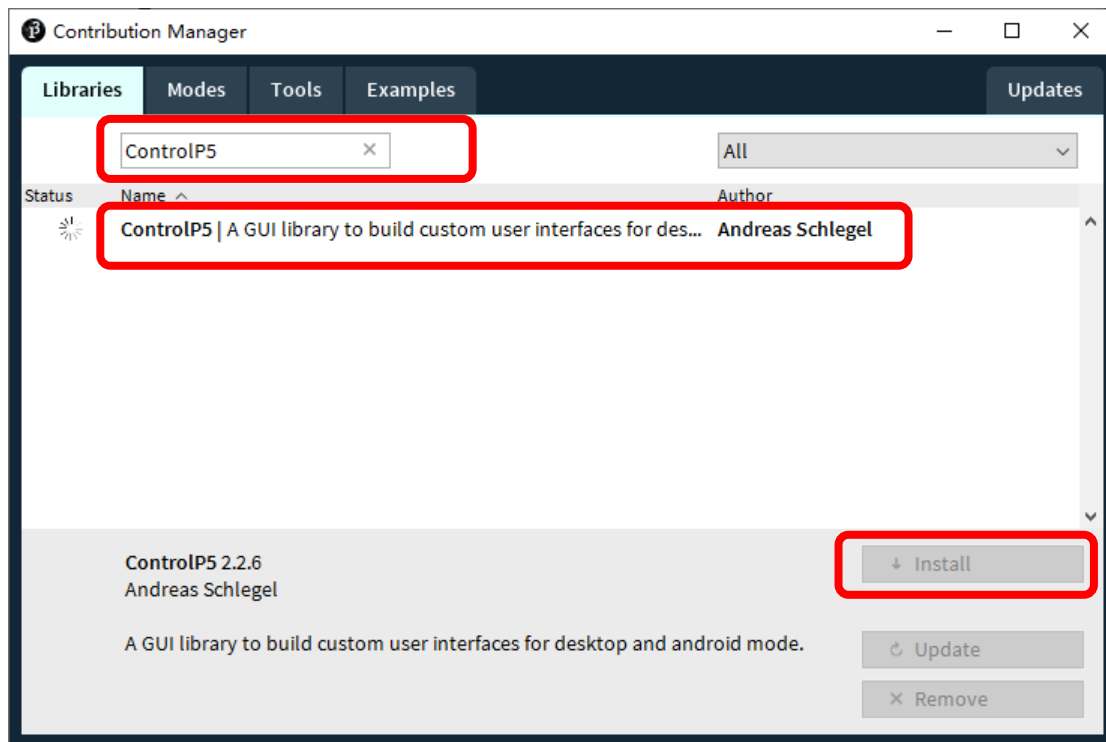 Contribution Manager
Libraries Modes Tools Examples Updates
ControlP5 All
Status Name Author
ControlP5 | A GUI library to build custom user interfaces for des... Andreas Schlegel
ControlP5 2.2.6
Install
Andreas Schlegel
A GUI library to build custom user interfaces for desktop and android mode.
Update
Remove